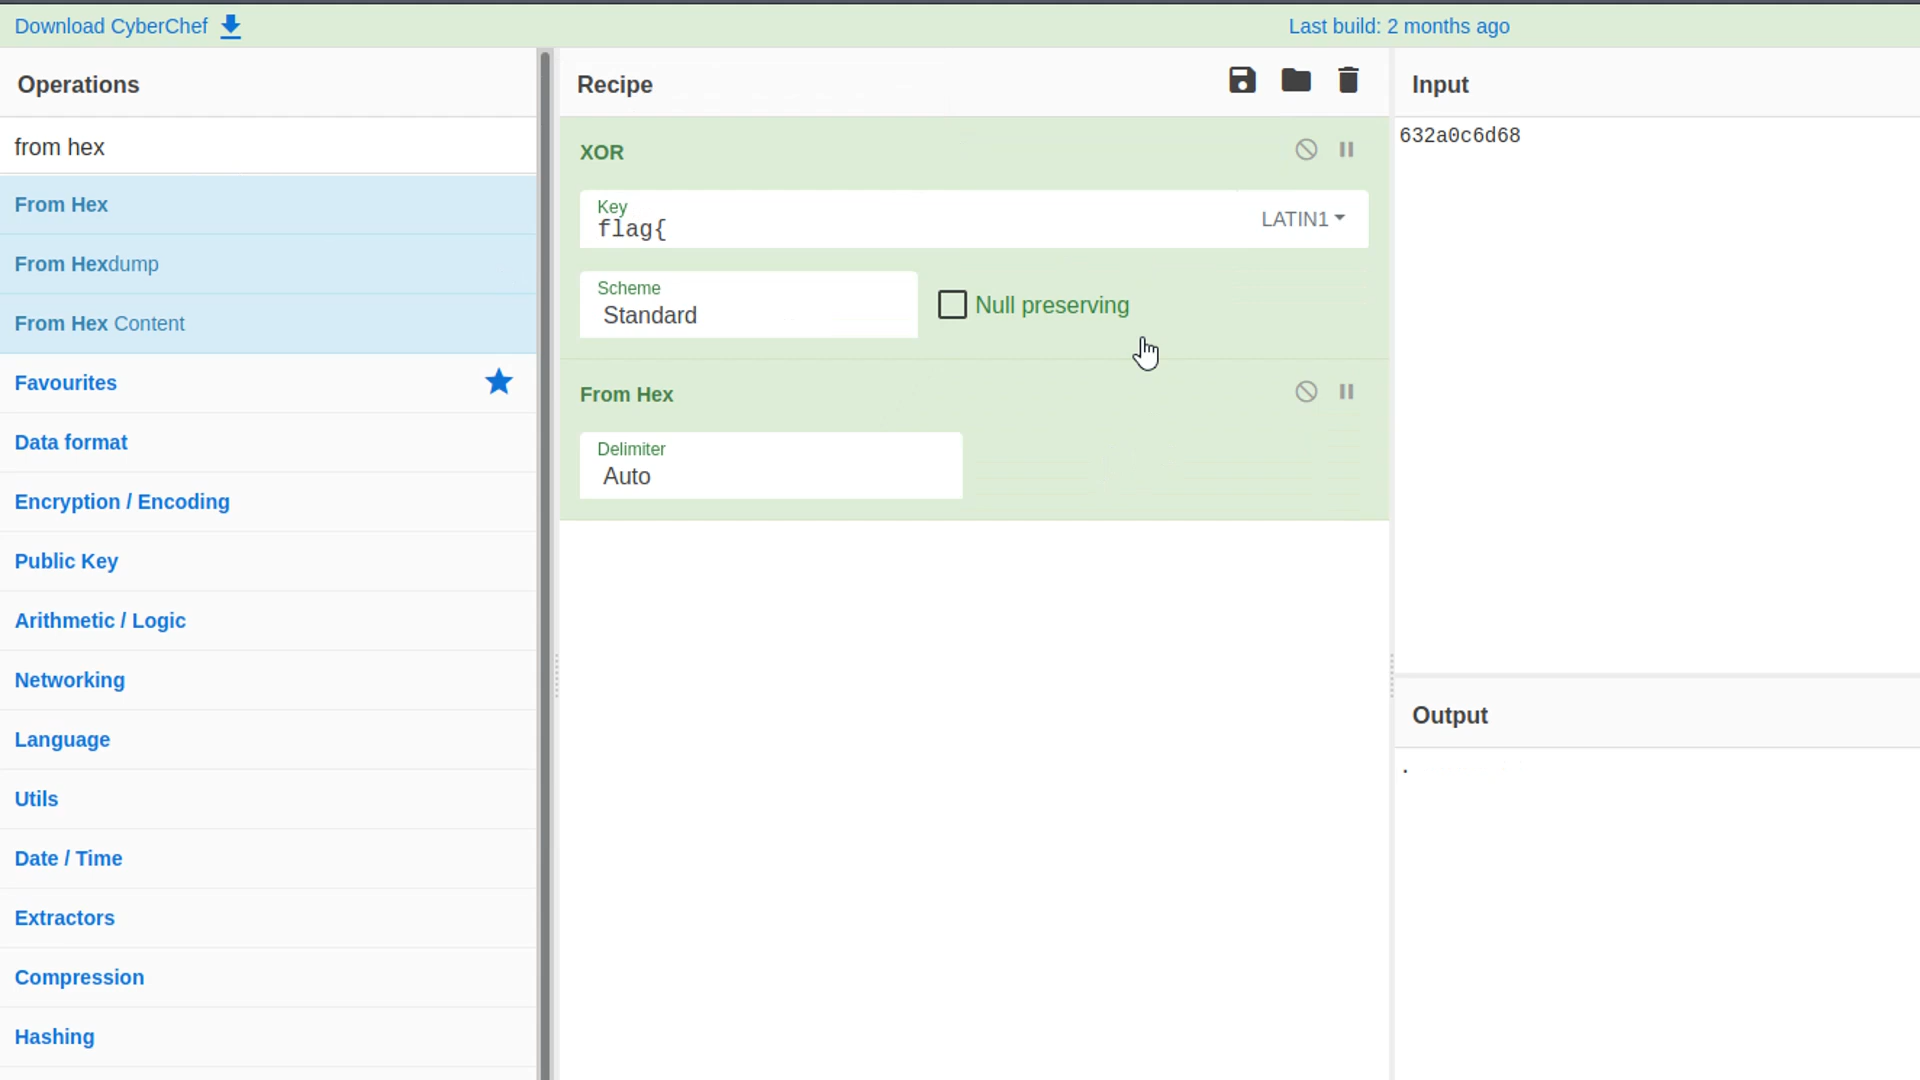 Download CyberChef
Last build: 2 months ago
Operations
from hex
From Hex
From Hexdump
From Hex Content
Favourites
Data format
Encryption / Encoding
Public Key
Arithmetic / Logic
Networking
Language
Utils
Date / Time
Extractors
Compression
Hashing
Recipe
XOR
Key
flag{
LATIN1
Scheme
Standard
Null preserving
From Hex
Delimiter
Auto
Input
632a0c6d68
Output
.